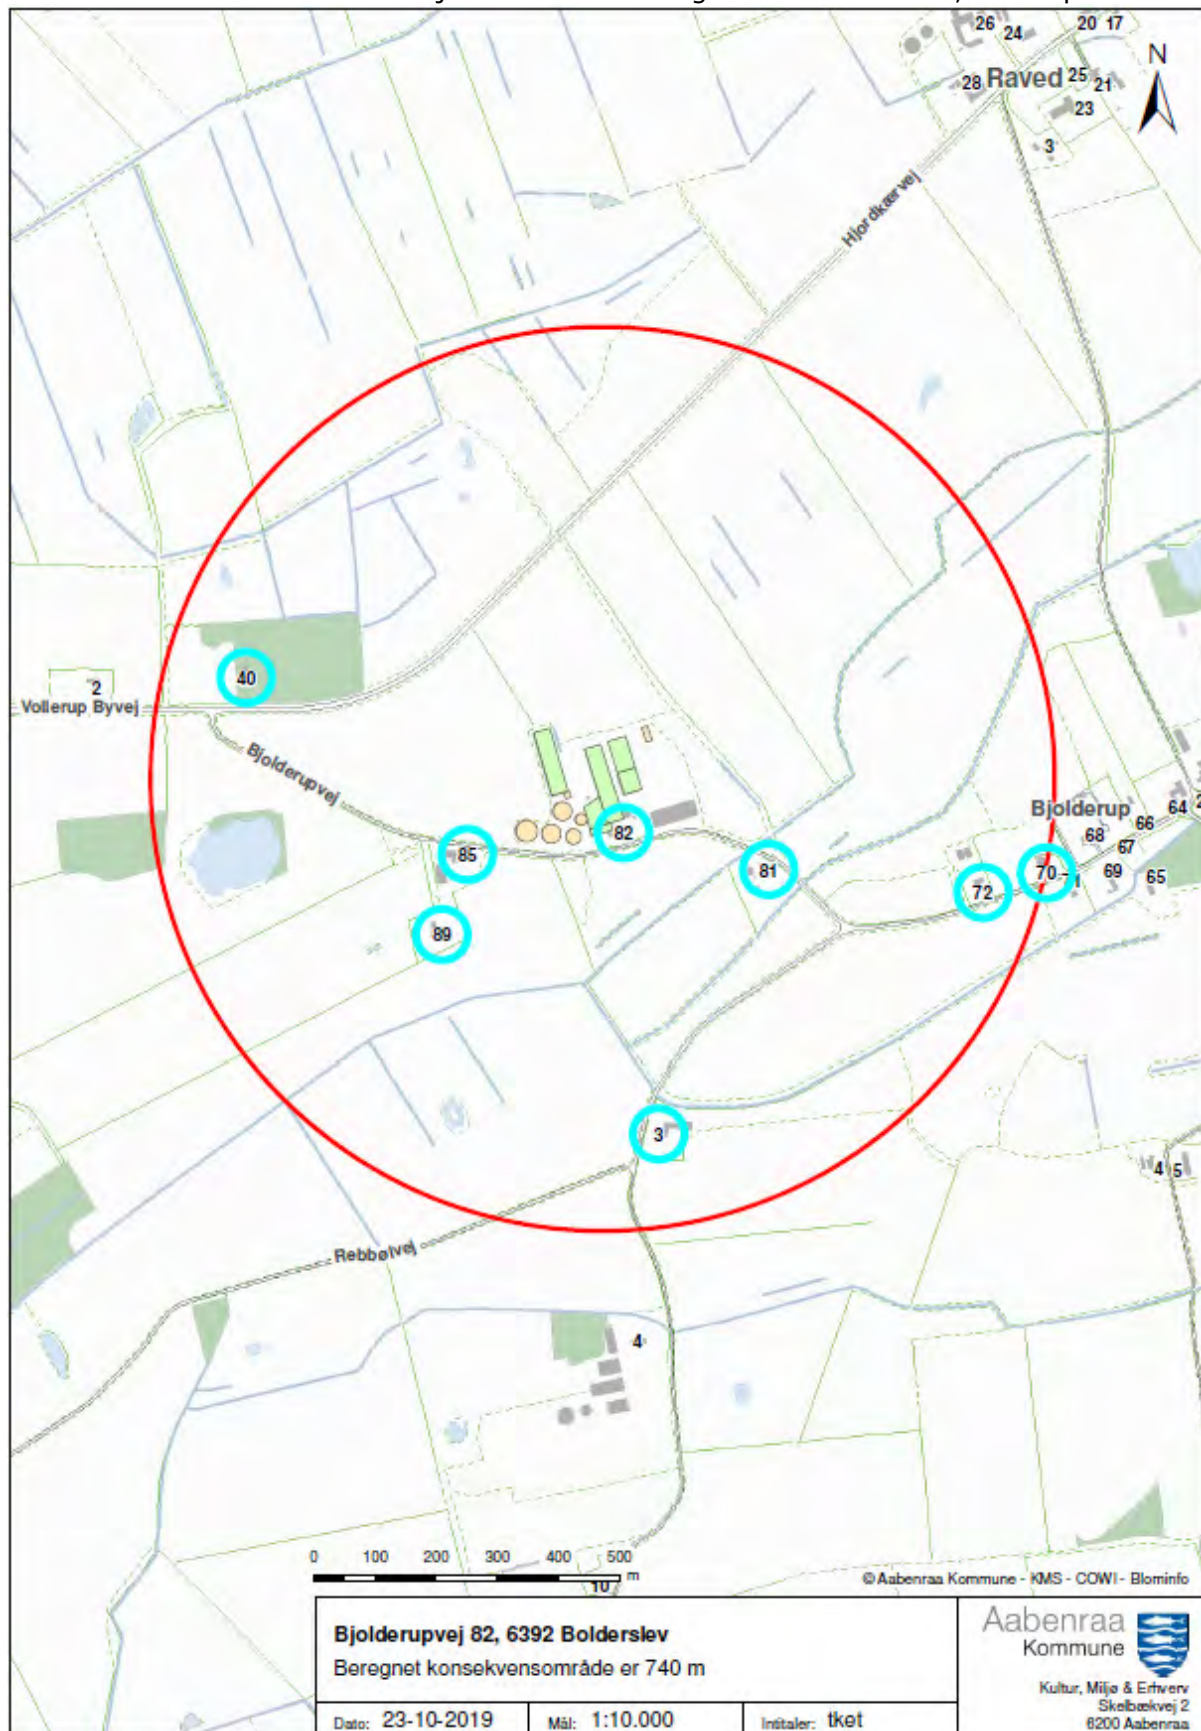 26
24
20 17
N
28 Raved 25
21
23
3
Hjordkærvej
40
2
Vollerup Byvej
Bjolderupvej
Bjolderup
82
64
68
66
85
67
81
70
69
65
72
89
3
4 5
Rebbølvej
4
0 100 200 300 400 500
m
10
©Aabenraa Kommune - KMS - COWI - Blominfo
Bjolderupvej 82, 6392 Bolderslev
Beregnet konsekvensområde er 740 m
Dato: 23-10-2019
Mål: 1:10.000
Initialer: tket
Aabenraa
Kommune
Kultur, Miljø & Erhverv
Skelbækvej 2
6200 Aabenraa